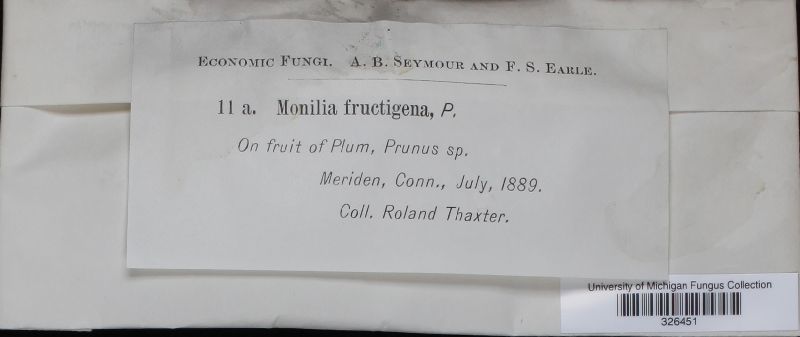 Economic Fungi. A. B. Seymour and F. S. Earle.
11 a. Monilia fructigena, P.
On fruit of Plum, Prunus sp.
Meriden, Conn., July, 1889.
Coll. Roland Thaxter.
University of Michigan Fungus Collection
326451